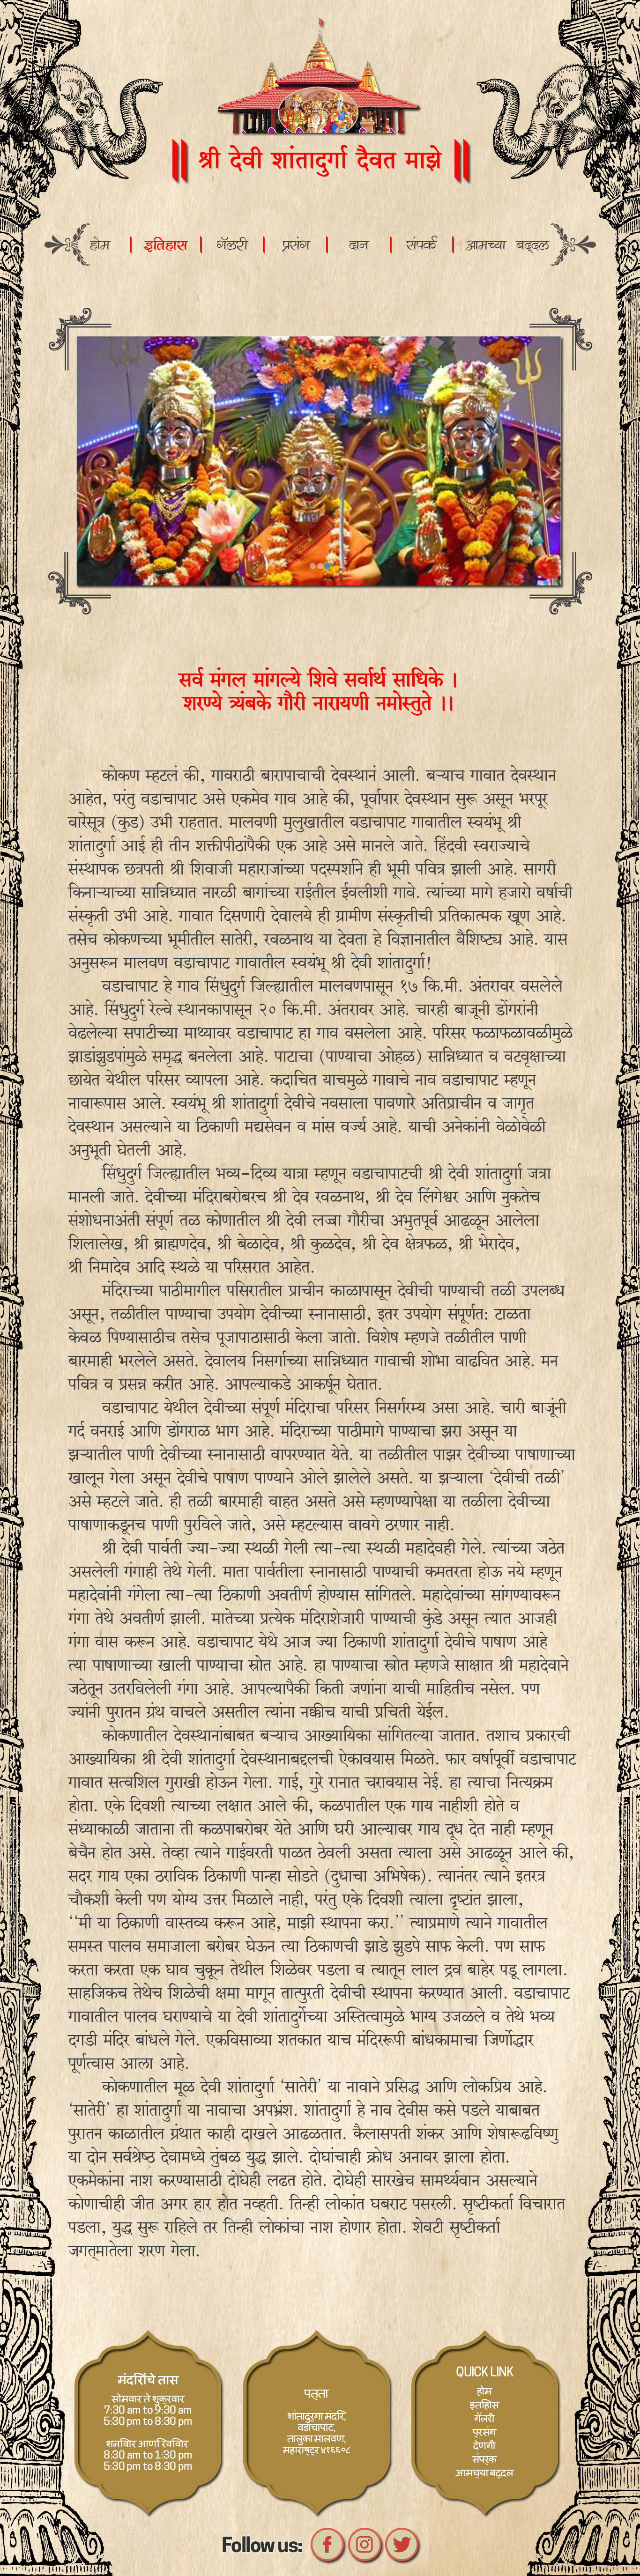 || श्री देवी शांतादुर्गा दैवत माझे ||
होम | इतिहास | गॅलरी | प्रसंग | दान | संपर्क | आमच्या बद्दल
सर्व मंगल मांगल्ये शिवे सर्वार्थ साधिके ।
शरण्ये त्र्यंबके गौरी नारायणी नमोस्तुते ।।
कोकण म्हटलं की, गावराठी बारापाचाची देवस्थानं आली. बऱ्याच गावात देवस्थान
आहेत, परंतु वडाचापाट असे एकमेव गाव आहे की, पूर्वापार देवस्थान सुरू असून भरपूर
वारेसूत्र (कुड) उभी राहतात. मालवणी मुलुखातील वडाचापाट गावातील स्वयंभू श्री
शांतादुर्गा आई ही तीन शक्तीपीठांपैकी एक आहे असे मानले जाते. हिंदवी स्वराज्याचे
संस्थापक छत्रपती श्री शिवाजी महाराजांच्या पदस्पर्शाने ही भूमी पवित्र झाली आहे. सागरी
किनाऱ्याच्या सान्निध्यात नारळी बागांच्या राईतील ईवलीशी गावे. त्यांच्या मागे हजारो वर्षाची
संस्कृती उभी आहे. गावात दिसणारी देवालये ही ग्रामीण संस्कृतीची प्रतिकात्मक खूण आहे.
तसेच कोकणच्या भूमीतील सातेरी, रवळनाथ या देवता हे विज्ञानातील वैशिष्ट्य आहे. यास
अनुसरून मालवण वडाचापाट गावातील स्वयंभू श्री देवी शांतादुर्गा!
वडाचापाट हे गाव सिंधुदुर्ग जिल्ह्यातील मालवणपासून १७ कि.मी. अंतरावर वसलेले
आहे. सिंधुदुर्ग रेल्वे स्थानकापासून २० कि.मी. अंतरावर आहे. चारही बाजूनी डोंगरांनी
वेढलेल्या सपाटीच्या माथ्यावर वडाचापाट हा गाव वसलेला आहे. परिसर फळाफळावळीमुळे
झाडांझुडपांमुळे समृद्ध बनलेला आहे. पाटाचा (पाण्याचा ओहळ) सान्निध्यात व वटवृक्षाच्या
छायेत येथील परिसर व्यापला आहे. कदाचित याचमुळे गावाचे नाव वडाचापाट म्हणून
नावारूपास आले. स्वयंभू श्री शांतादुर्गा देवीचे नवसाला पावणारे अतिप्राचीन व जागृत
देवस्थान असल्याने या ठिकाणी मद्यसेवन व मांस वर्ज्य आहे. याची अनेकांनी वेळोवेळी
अनुभूती घेतली आहे.
सिंधुदुर्ग जिल्ह्यातील भव्य-दिव्य यात्रा म्हणून वडाचापाटची श्री देवी शांतादुर्गा जत्रा
मानली जाते. देवीच्या मंदिराबरोबरच श्री देव रवळनाथ, श्री देव लिंगेश्वर आणि नुकतेच
संशोधनाअंती संपूर्ण तळ कोणातील श्री देवी लज्जा गौरीचा अभुतपूर्व आढळून आलेला
शिलालेख, श्री ब्राह्मणदेव, श्री बेळादेव, श्री कुळदेव, श्री देव क्षेत्रफळ, श्री भेरादेव,
श्री निमादेव आदि स्थळे या परिसरात आहेत.
मंदिराच्या पाठीमागील पसिरातील प्राचीन काळापासून देवीची पाण्याची तळी उपलब्ध
असून, तळीतील पाण्याचा उपयोग देवीच्या स्नानासाठी, इतर उपयोग संपूर्णत: टाळता
केवळ पिण्यासाठीच तसेच पूजापाठासाठी केला जातो. विशेष म्हणजे तळीतील पाणी
बारमाही भरलेले असते. देवालय निसर्गाच्या सान्निध्यात गावाची शोभा वाढवित आहे. मन
पवित्र व प्रसन्न करीत आहे. आपल्याकडे आकर्षून घेतात.
वडाचापाट येथील देवीच्या संपूर्ण मंदिराचा परिसर निसर्गरम्य असा आहे. चारी बाजूंनी
गर्द वनराई आणि डोंगराळ भाग आहे. मंदिराच्या पाठीमागे पाण्याचा झरा असून या
झऱ्यातील पाणी देवीच्या स्नानासाठी वापरण्यात येते. या तळीतील पाझर देवीच्या पाषाणाच्या
खालून गेला असून देवीचे पाषाण पाण्याने ओले झालेले असते. या झऱ्याला ‘देवीची तळी’
असे म्हटले जाते. ही तळी बारमाही वाहत असते असे म्हणण्यापेक्षा या तळीला देवीच्या
पाषाणाकडूनच पाणी पुरविले जाते, असे म्हटल्यास वावगे ठरणार नाही.
श्री देवी पार्वती ज्या-ज्या स्थळी गेली त्या-त्या स्थळी महादेवही गेले. त्यांच्या जठेत
असलेली गंगाही तेथे गेली. माता पार्वतीला स्नानासाठी पाण्याची कमतरता होऊ नये म्हणून
महादेवांनी गंगेला त्या-त्या ठिकाणी अवतीर्ण होण्यास सांगितले. महादेवांच्या सांगण्यावरून
गंगा तेथे अवतीर्ण झाली. मातेच्या प्रत्येक मंदिराशेजारी पाण्याची कुंडे असून त्यात आजही
गंगा वास करून आहे. वडाचापाट येथे आज ज्या ठिकाणी शांतादुर्गा देवीचे पाषाण आहे
त्या पाषाणाच्या खाली पाण्याचा स्रोत आहे. हा पाण्याचा स्त्रोत म्हणजे साक्षात श्री महादेवाने
जठेतून उतरविलेली गंगा आहे. आपल्यापैकी किती जणांना याची माहितीच नसेल. पण
ज्यांनी पुरातन ग्रंथ वाचले असतील त्यांना नक्कीच याची प्रचिती येईल.
कोकणातील देवस्थानांबाबत बऱ्याच आख्यायिका सांगितल्या जातात. तशाच प्रकारची
आख्यायिका श्री देवी शांतादुर्गा देवस्थानाबद्दलची ऐकावयास मिळते. फार वर्षापूर्वी वडाचापाट
गावात सत्वशिल गुराखी होऊन गेला. गाई, गुरे रानात चरावयास नेई. हा त्याचा नित्यक्रम
होता. एके दिवशी त्याच्या लक्षात आले की, कळपातील एक गाय नाहीशी होते व
संध्याकाळी जाताना ती कळपाबरोबर येते आणि घरी आल्यावर गाय दूध देत नाही म्हणून
बेचैन होत असे. तेव्हा त्याने गाईवरती पाळत ठेवली असता त्याला असे आढळून आले की,
सदर गाय एका ठराविक ठिकाणी पान्हा सोडते (दुधाचा अभिषेक). त्यानंतर त्याने इतरत्र
चौकशी केली पण योग्य उत्तर मिळाले नाही, परंतु एके दिवशी त्याला दृष्टांत झाला,
‘‘मी या ठिकाणी वास्तव्य करून आहे, माझी स्थापना करा.’’ त्याप्रमाणे त्याने गावातील
समस्त पालव समाजाला बरोबर घेऊन त्या ठिकाणची झाडे झुडपे साफ केली. पण साफ
करता करता एक घाव चुकून तेथील शिळेवर पडला व त्यातून लाल द्रव बाहेर पडू लागला.
साहजिकच तेथेच शिळेची क्षमा मागून तात्पुरती देवीची स्थापना करण्यात आली. वडाचापाट
गावातील पालव घराण्याचे या देवी शांतादुर्गेच्या अस्तित्वामुळे भाग्य उजळले व तेथे भव्य
दगडी मंदिर बांधले गेले. एकविसाव्या शतकात याच मंदिररूपी बांधकामाचा जिर्णोद्धार
पूर्णत्वास आला आहे.
कोकणातील मूळ देवी शांतादुर्गा ‘सातेरी’ या नावाने प्रसिद्ध आणि लोकप्रिय आहे.
‘सातेरी’ हा शांतादुर्गा या नावाचा अपभ्रंश. शांतादुर्गा हे नाव देवीस कसे पडले याबाबत
पुरातन काळातील ग्रंथात काही दाखले आढळतात. कैलासपती शंकर आणि शेषारूढविष्णु
या दोन सर्वश्रेष्ठ देवामध्ये तुंबळ युद्ध झाले. दोघांचाही क्रोध अनावर झाला होता.
एकमेकांना नाश करण्यासाठी दोघेही लढत होते. दोघेही सारखेच सामर्थ्यवान असल्याने
कोणाचीही जीत अगर हार होत नव्हती. तिन्ही लोकांत घबराट पसरली. सृष्टीकर्ता विचारात
पडला, युद्ध सुरू राहिले तर तिन्ही लोकांचा नाश होणार होता. शेवटी सृष्टीकर्ता
जगत्‌मातेला शरण गेला.
मंदिराचे तास
सोमवार ते शुक्रवार
7:30 am to 9:30 am
5:30 pm to 8:30 pm
शनिवार आणि रविवार
8:30 am to 1:30 pm
5:30 pm to 8:30 pm
पत्ता
शांतादुर्गा मंदिर,
वडाचापाट,
तालुका मालवण,
महाराष्ट्र ४१६६०८
QUICK LINK
होम
इतिहास
गॅलरी
प्रसंग
देणगी
संपर्क
आमच्या बद्दल
Follow us: